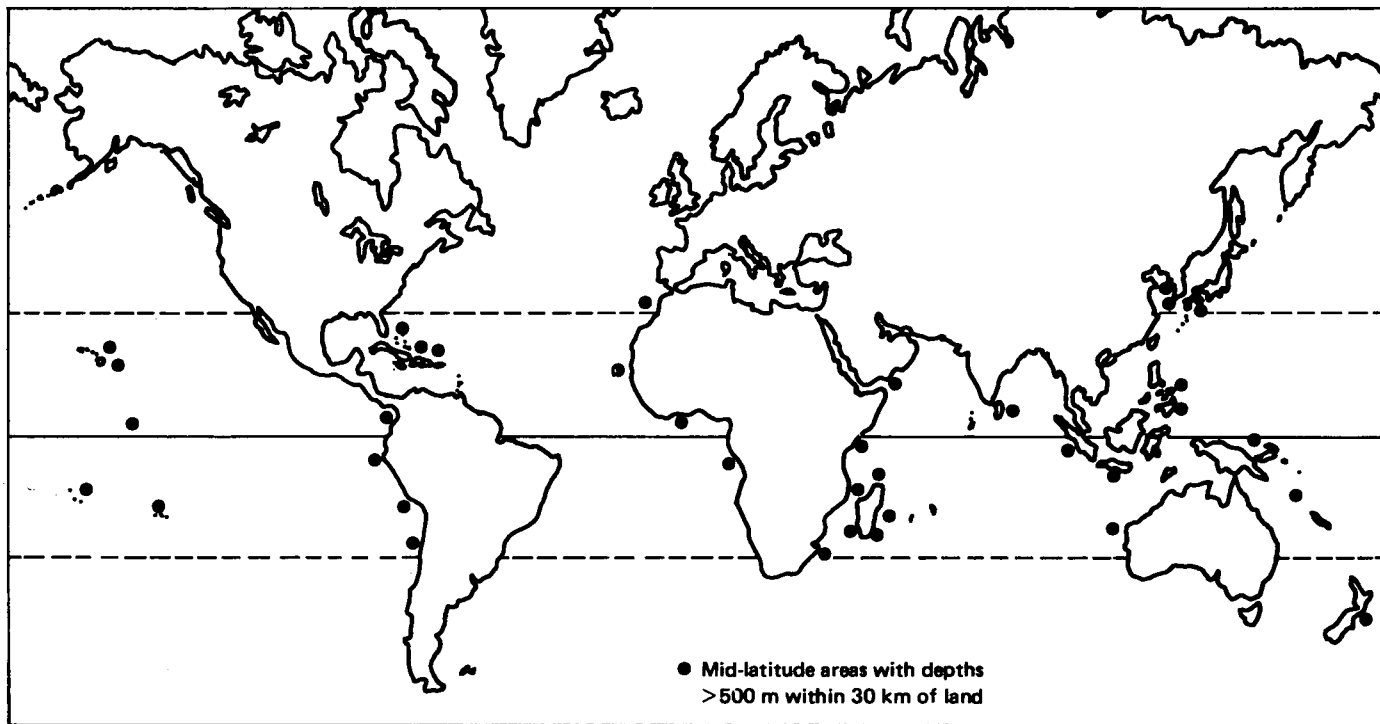 ● Mid-latitude areas with depths
>500 m within 30 km of land